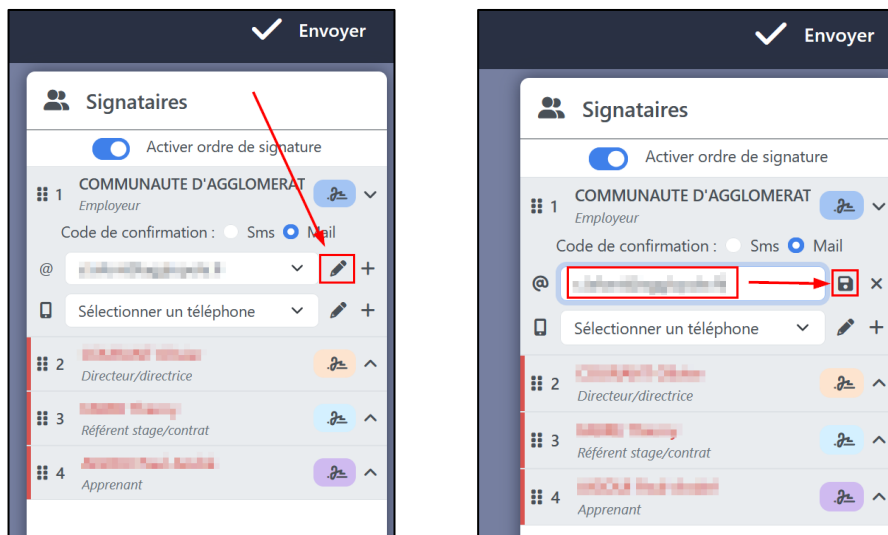 Envoyer
Signataires
Activer ordre de signature
1 COMMUNAUTE D'AGGLOMERAT
Employeur
Code de confirmation : Sms Mail
@
Sélectionner un téléphone
2
Directeur/directrice
3
Référent stage/contrat
4
Apprenant
Envoyer
Signataires
Activer ordre de signature
1 COMMUNAUTE D'AGGLOMERAT
Employeur
Code de confirmation : Sms Mail
@
Sélectionner un téléphone
2
Directeur/directrice
3
Référent stage/contrat
4
Apprenant